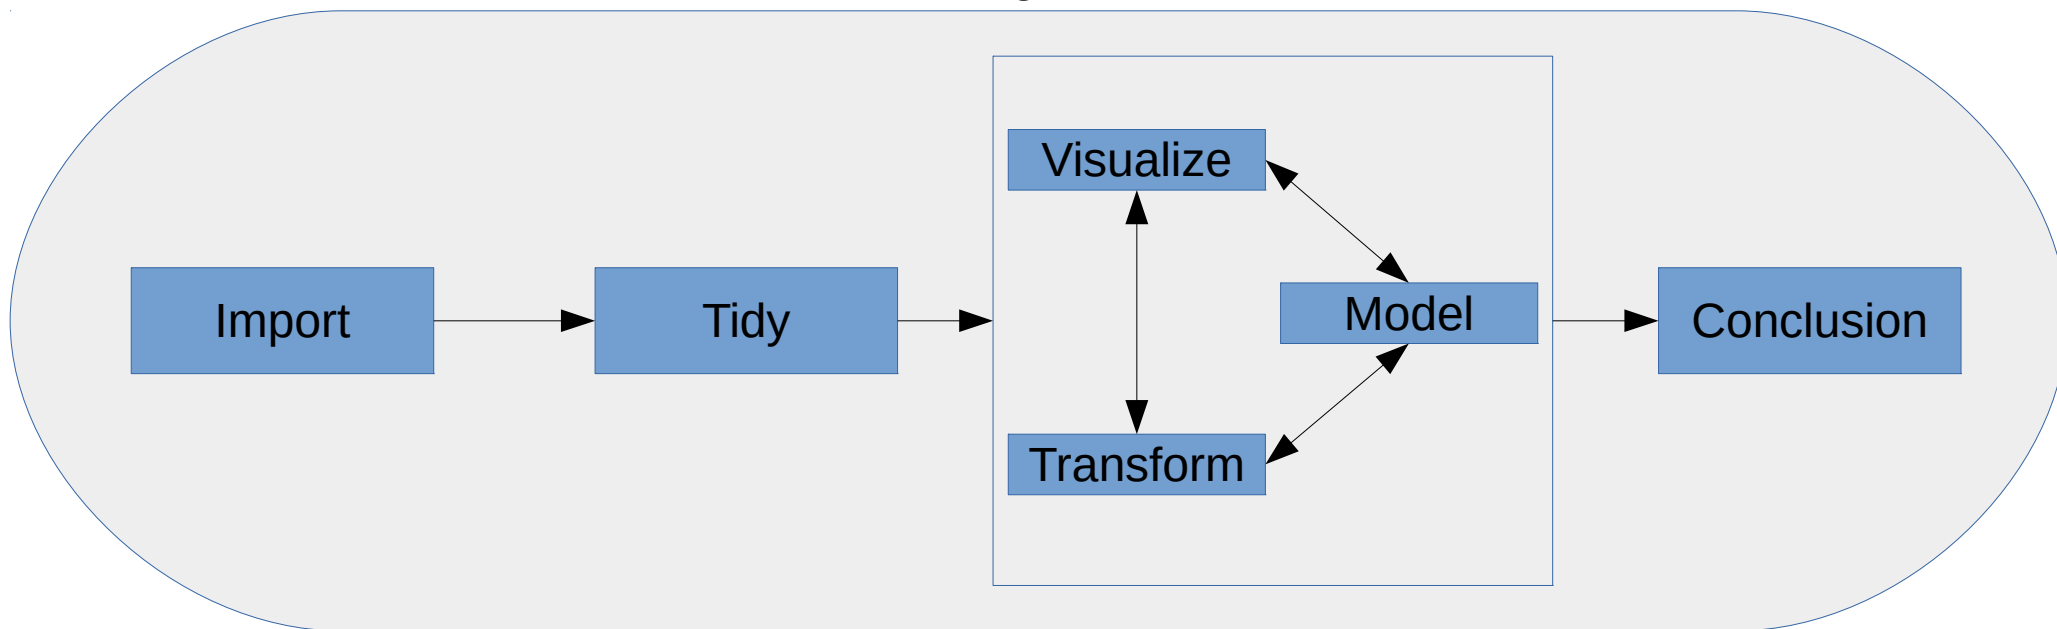 Import
Tidy
Visualize
Model
Transform
Conclusion